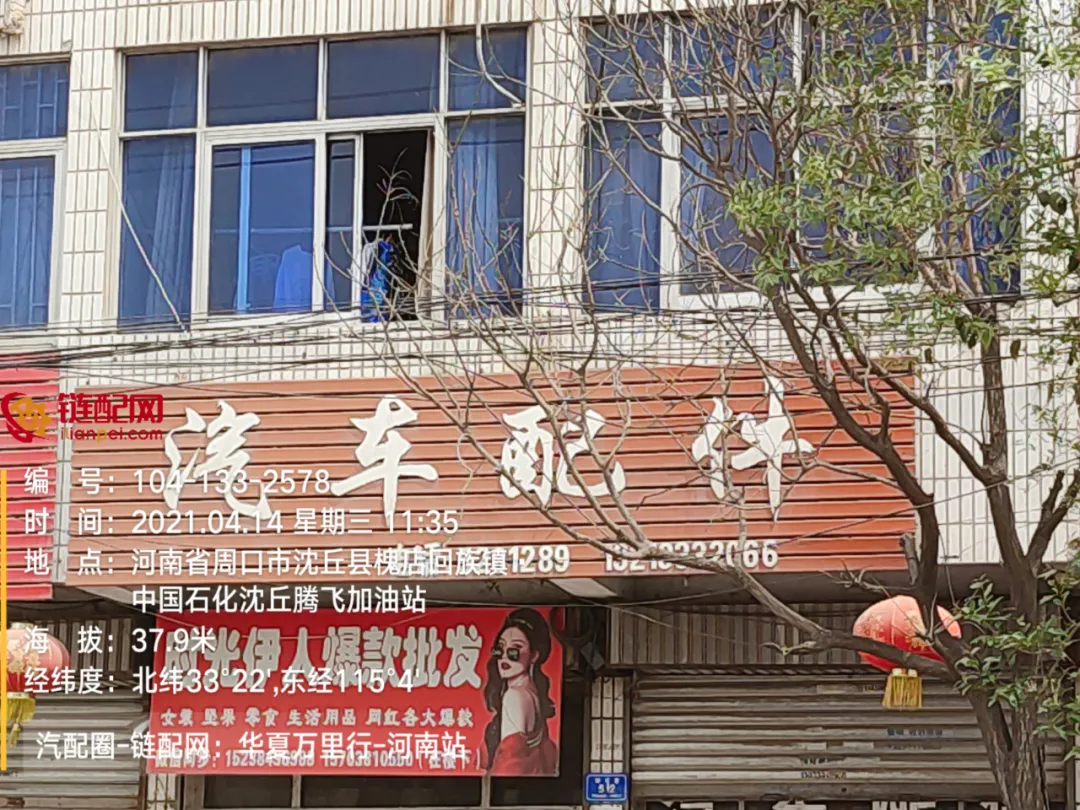 汽车配件
链配网
ilianpei.com
编 号：104-133-2578
时 间：2021.04.14 星期三 11:35
地 点：河南省周口市沈丘县槐店回族镇·
中国石化沈丘腾飞加油站
海 拔：37.9米
经纬度：北纬33°22′,东经115°4′
汽配圈-链配网：华夏万里行-河南站
时光伊人爆款批发
女装 坚果 零食 生活用品 网红各大爆款